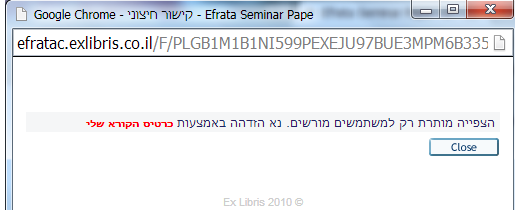 Google Chrome - קישור חיצוני - Efrata Seminar Pape
efratac.exlibris.co.il/F/PLGB1M1B1NI599PEXEJU97BUE3MPM6B335
הצפייה מותרת רק למשתמשים מורשים. נא הזדהה באמצעות כרטיס הקורא שלי
Close
Ex Libris 2010 ©